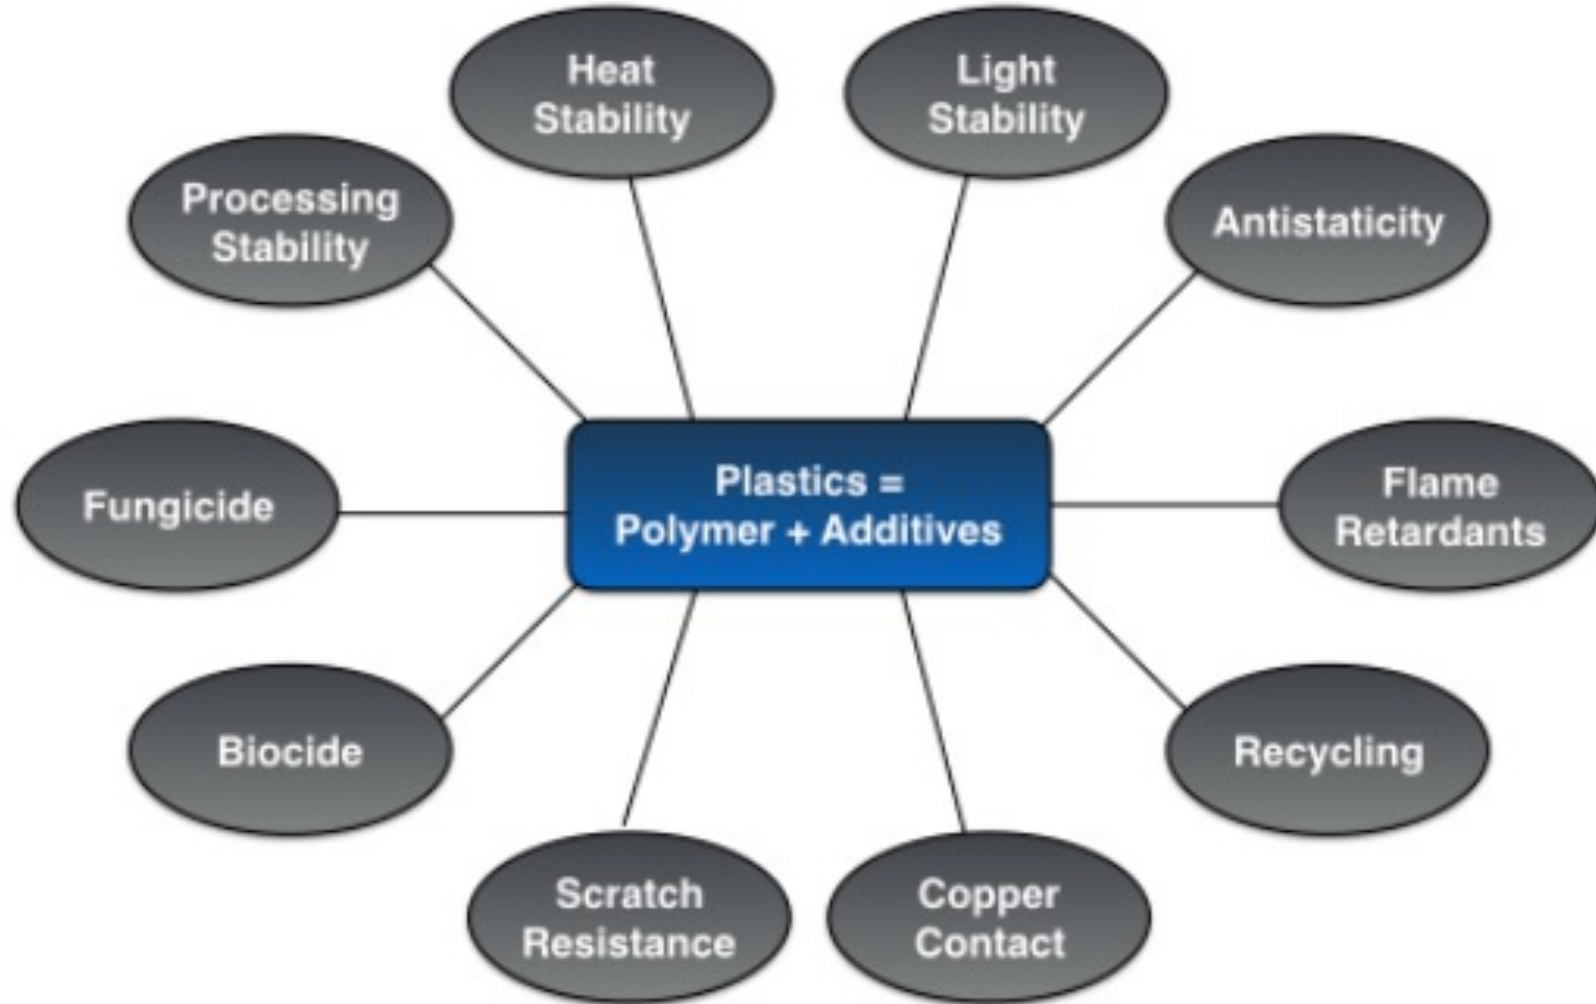 Heat
Stability
Light
Stability
Processing
Stability
Antistaticity
Fungicide
Plastics =
Polymer + Additives
Flame
Retardants
Biocide
Recycling
Scratch
Resistance
Copper
Contact